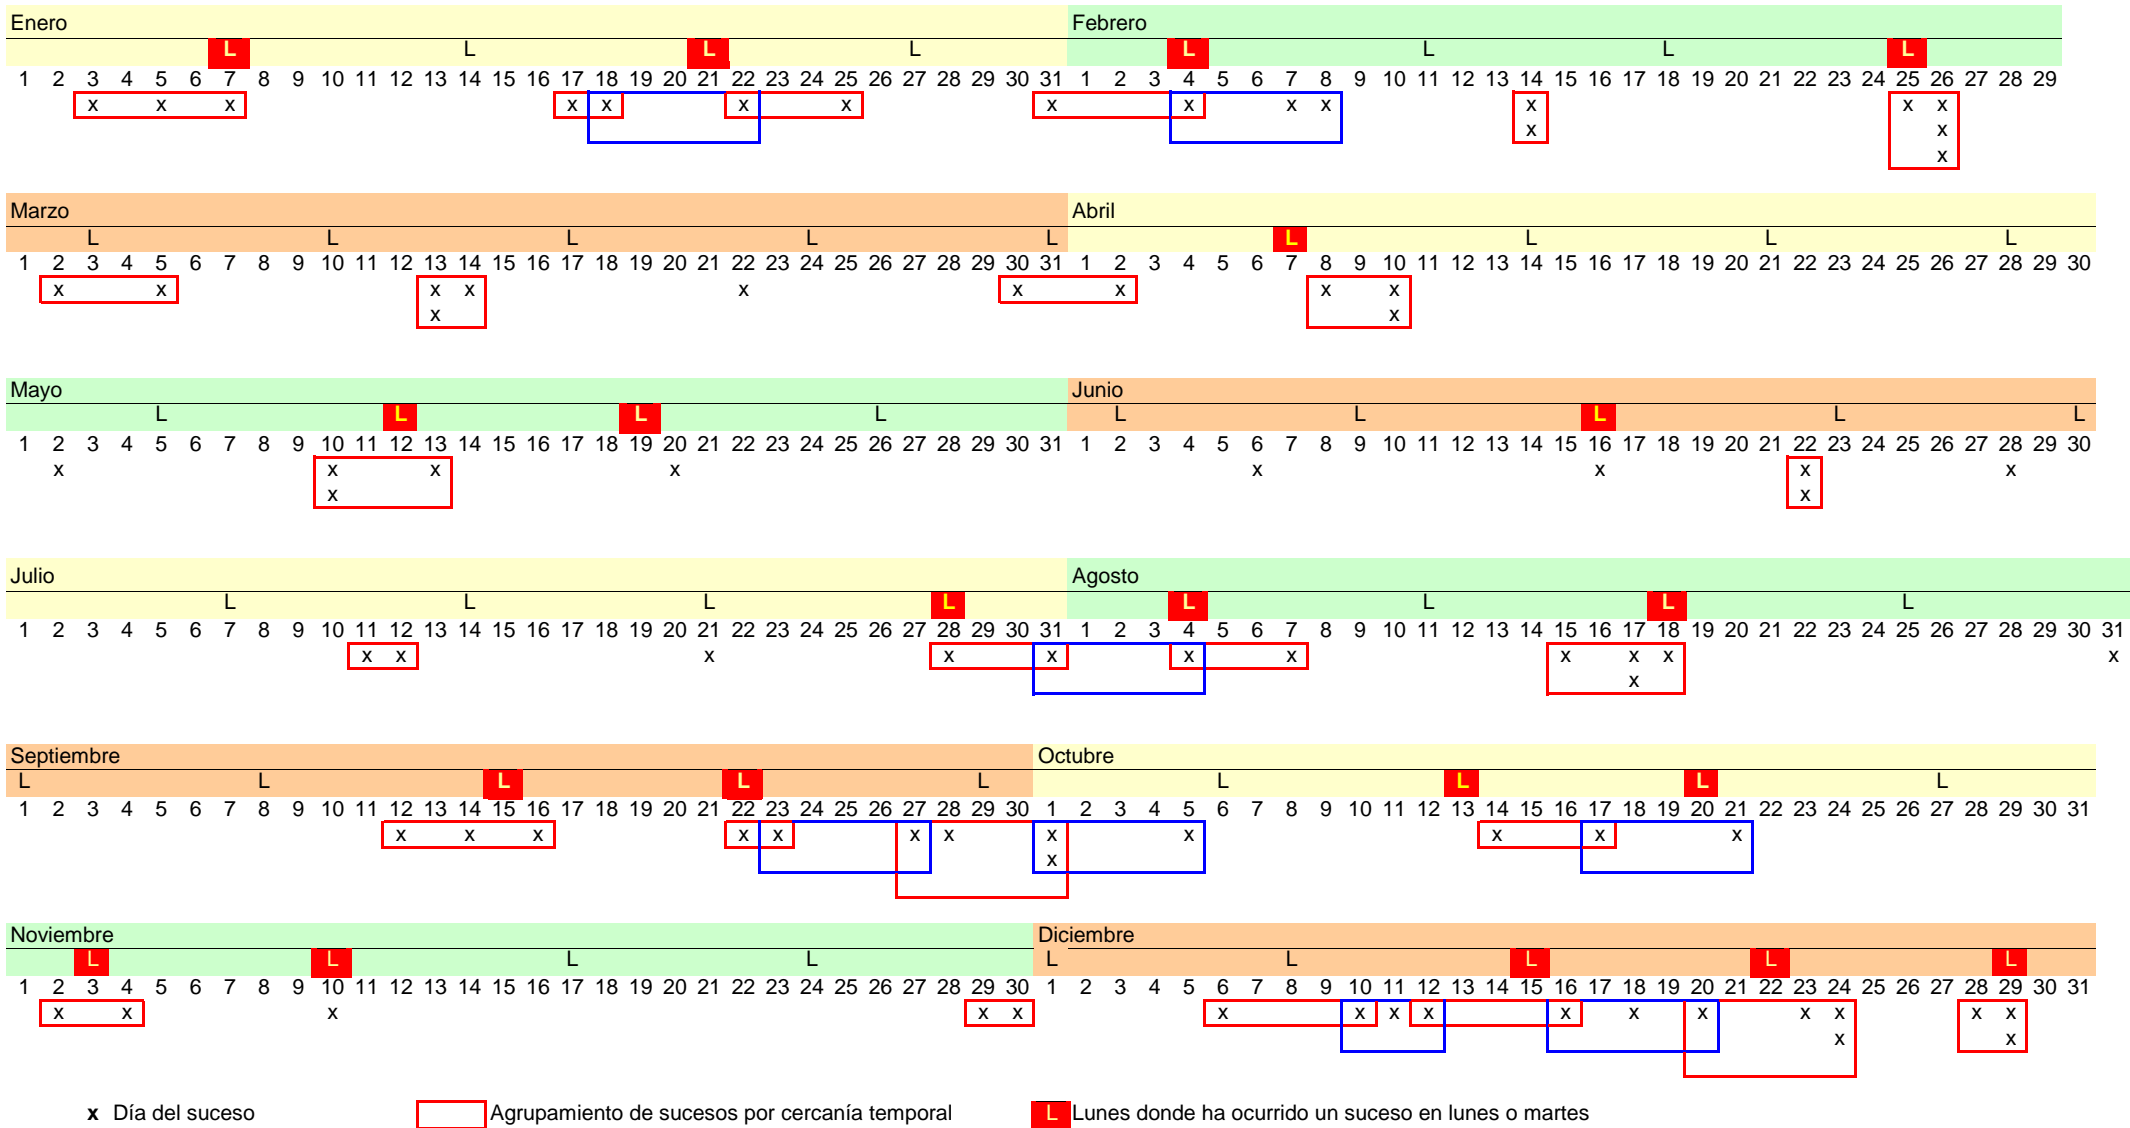 Enero Febrero
L L L L L L L L
1 2 3 4 5 6 7 8 9 10 11 12 13 14 15 16 17 18 19 20 21 22 23 24 25 26 27 28 29 30 31 1 2 3 4 5 6 7 8 9 10 11 12 13 14 15 16 17 18 19 20 21 22 23 24 25 26 27 28 29
x x x x x x x x x x x x x x
x x
x
Marzo Abril
L L L L L L L L L
1 2 3 4 5 6 7 8 9 10 11 12 13 14 15 16 17 18 19 20 21 22 23 24 25 26 27 28 29 30 31 1 2 3 4 5 6 7 8 9 10 11 12 13 14 15 16 17 18 19 20 21 22 23 24 25 26 27 28 29 30
x x x x x x x x x
x x
Mayo Junio
L L L L L L L L L
1 2 3 4 5 6 7 8 9 10 11 12 13 14 15 16 17 18 19 20 21 22 23 24 25 26 27 28 29 30 31 1 2 3 4 5 6 7 8 9 10 11 12 13 14 15 16 17 18 19 20 21 22 23 24 25 26 27 28 29 30
x x x x x x x x
x x
Julio Agosto
L L L L L L L L
1 2 3 4 5 6 7 8 9 10 11 12 13 14 15 16 17 18 19 20 21 22 23 24 25 26 27 28 29 30 31 1 2 3 4 5 6 7 8 9 10 11 12 13 14 15 16 17 18 19 20 21 22 23 24 25 26 27 28 29 30 31
x x x x x x x x x x x
x
Septiembre Octubre
L L L L L L L L L
1 2 3 4 5 6 7 8 9 10 11 12 13 14 15 16 17 18 19 20 21 22 23 24 25 26 27 28 29 30 1 2 3 4 5 6 7 8 9 10 11 12 13 14 15 16 17 18 19 20 21 22 23 24 25 26 27 28 29 30 31
x x x x x x x x x x x x
x
Noviembre Diciembre
L L L L L L L L L
1 2 3 4 5 6 7 8 9 10 11 12 13 14 15 16 17 18 19 20 21 22 23 24 25 26 27 28 29 30 1 2 3 4 5 6 7 8 9 10 11 12 13 14 15 16 17 18 19 20 21 22 23 24 25 26 27 28 29 30 31
x x x x x x x x x x x x x x x x
x x
x Día del suceso Agrupamiento de sucesos por cercanía temporal L Lunes donde ha ocurrido un suceso en lunes o martes